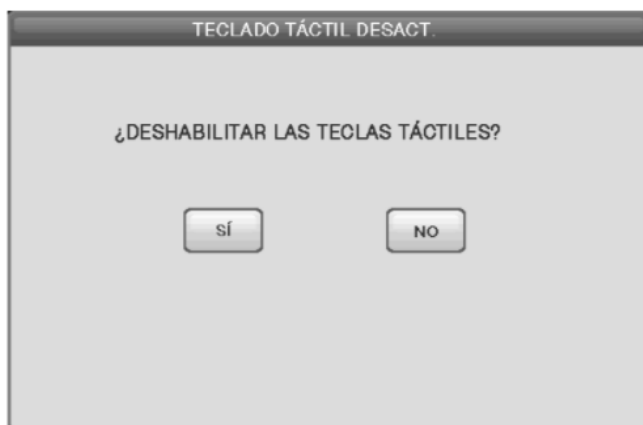 TECLADO TÁCTIL DESACT.
¿DESHABILITAR LAS TECLAS TÁCTILES?
SÍ NO